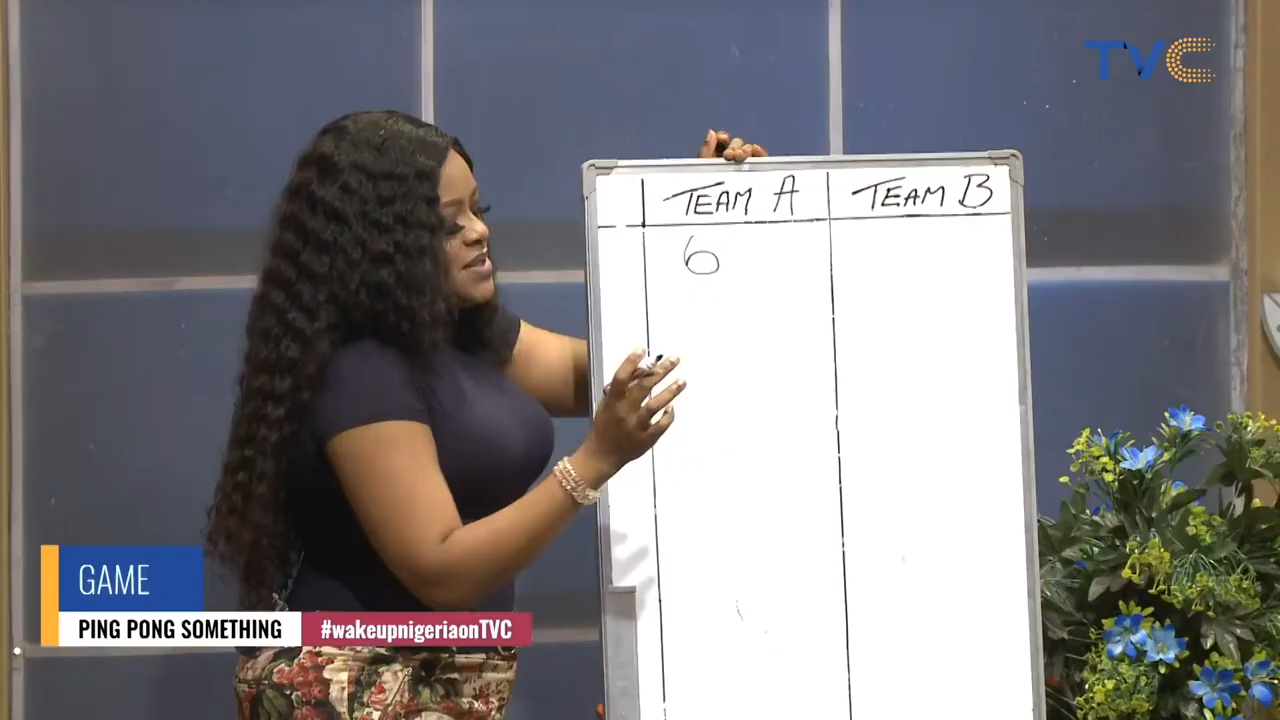 TVC
TEAM A TEAM B
6
GAME
PING PONG SOMETHING #wakeupnigeriaonTVC